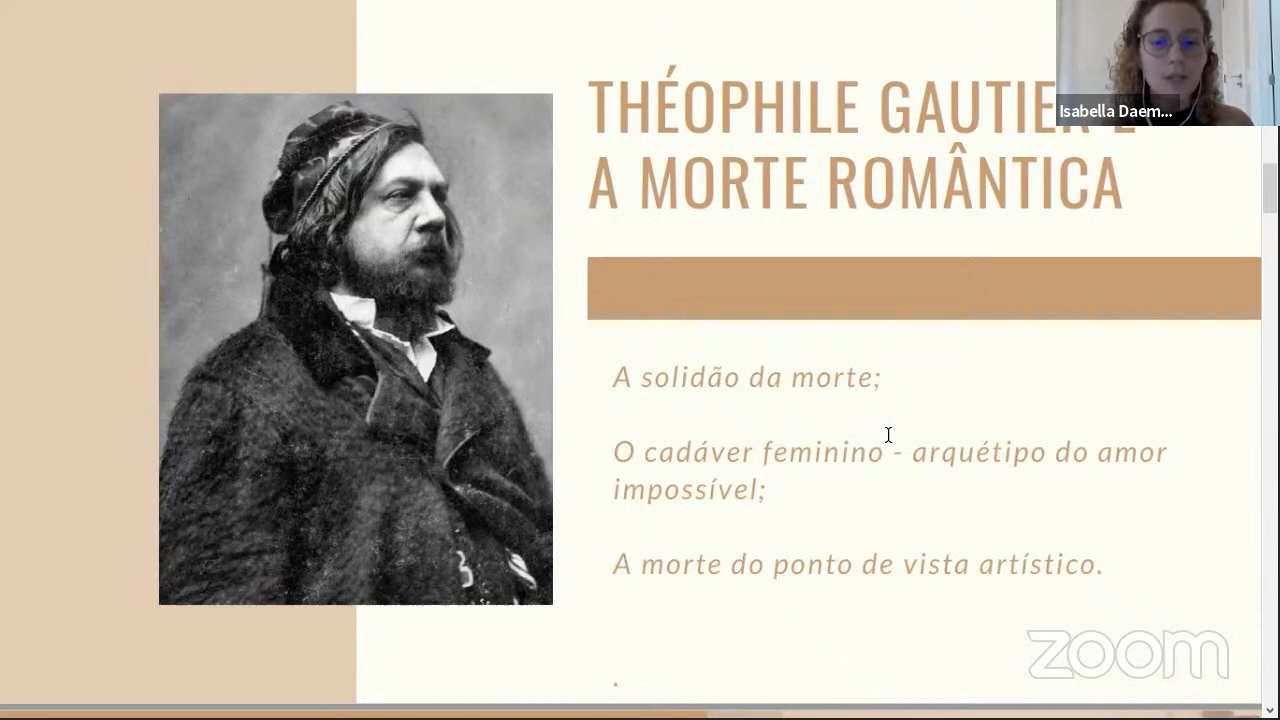 THÉOPHILE GAUTIER E
A MORTE ROMÂNTICA
Isabella Daem...
A solidão da morte;
O cadáver feminino - arquétipo do amor
impossível;
A morte do ponto de vista artístico.
zoom
.